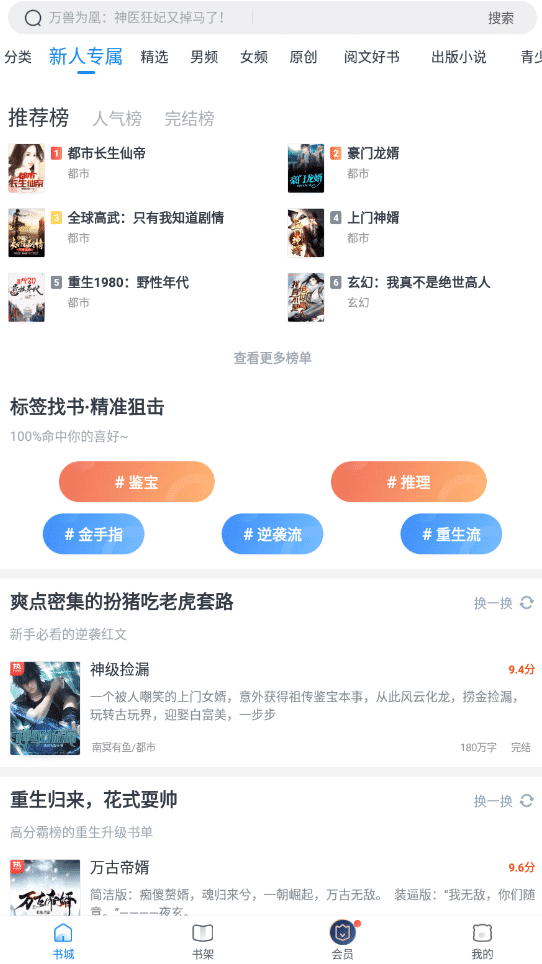 万兽为凰：神医狂妃又掉马了！
搜索
分类 新人专属 精选 男频 女频 原创 阅文好书 出版小说 青少
推荐榜 人气榜 完结榜
1 都市长生仙帝
都市
2 豪门龙婿
都市
3 全球高武：只有我知道剧情
都市
4 上门神婿
都市
5 重生1980：野性年代
都市
6 玄幻：我真不是绝世高人
玄幻
查看更多榜单
标签找书·精准狙击
100%命中你的喜好~
# 鉴宝
# 推理
# 金手指
# 逆袭流
# 重生流
爽点密集的扮猪吃老虎套路
换一换
新手必看的逆袭红文
热
神级捡漏
9.4分
一个被人嘲笑的上门女婿，意外获得祖传鉴宝本事，从此风云化龙，捞金捡漏，
玩转古玩界，迎娶白富美，一步步
南冥有鱼/都市
180万字 完结
重生归来，花式耍帅
换一换
高分霸榜的重生升级书单
热
万古帝婿
万古帝婿
9.6分
简洁版：痴傻赘婿，魂归来兮，一朝崛起，万古无敌。 装逼版：“我无敌，你们随
意。”————夜玄。
书城
书架
会员
我的